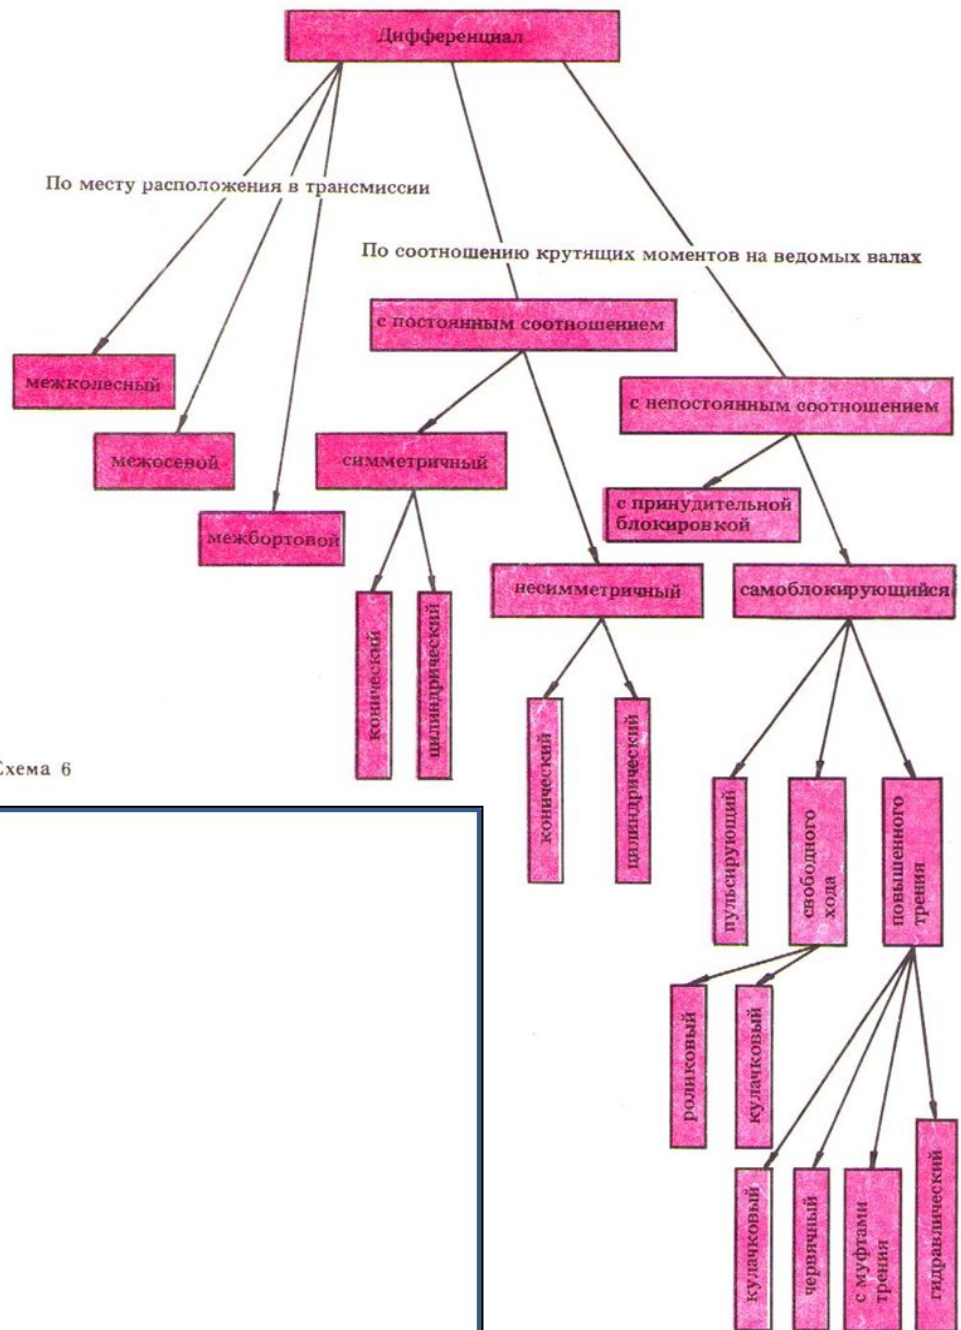 Дифференциал
По месту расположения в трансмиссии
По соотношению крутящих моментов на ведомых валах
с постоянным соотношением
межколесный
с непостоянным соотношением
межосевой
симметричный
с принудительной
блокировкой
межбортовой
несимметричный
самоблокирующийся
конический
цилиндрический
Схема 6
конический
цилиндрический
пульсирующий
свободного
хода
повышенного
трения
роликовый
кулачковый
кулачковый
червячный
с муфтами
трения
гидравлический